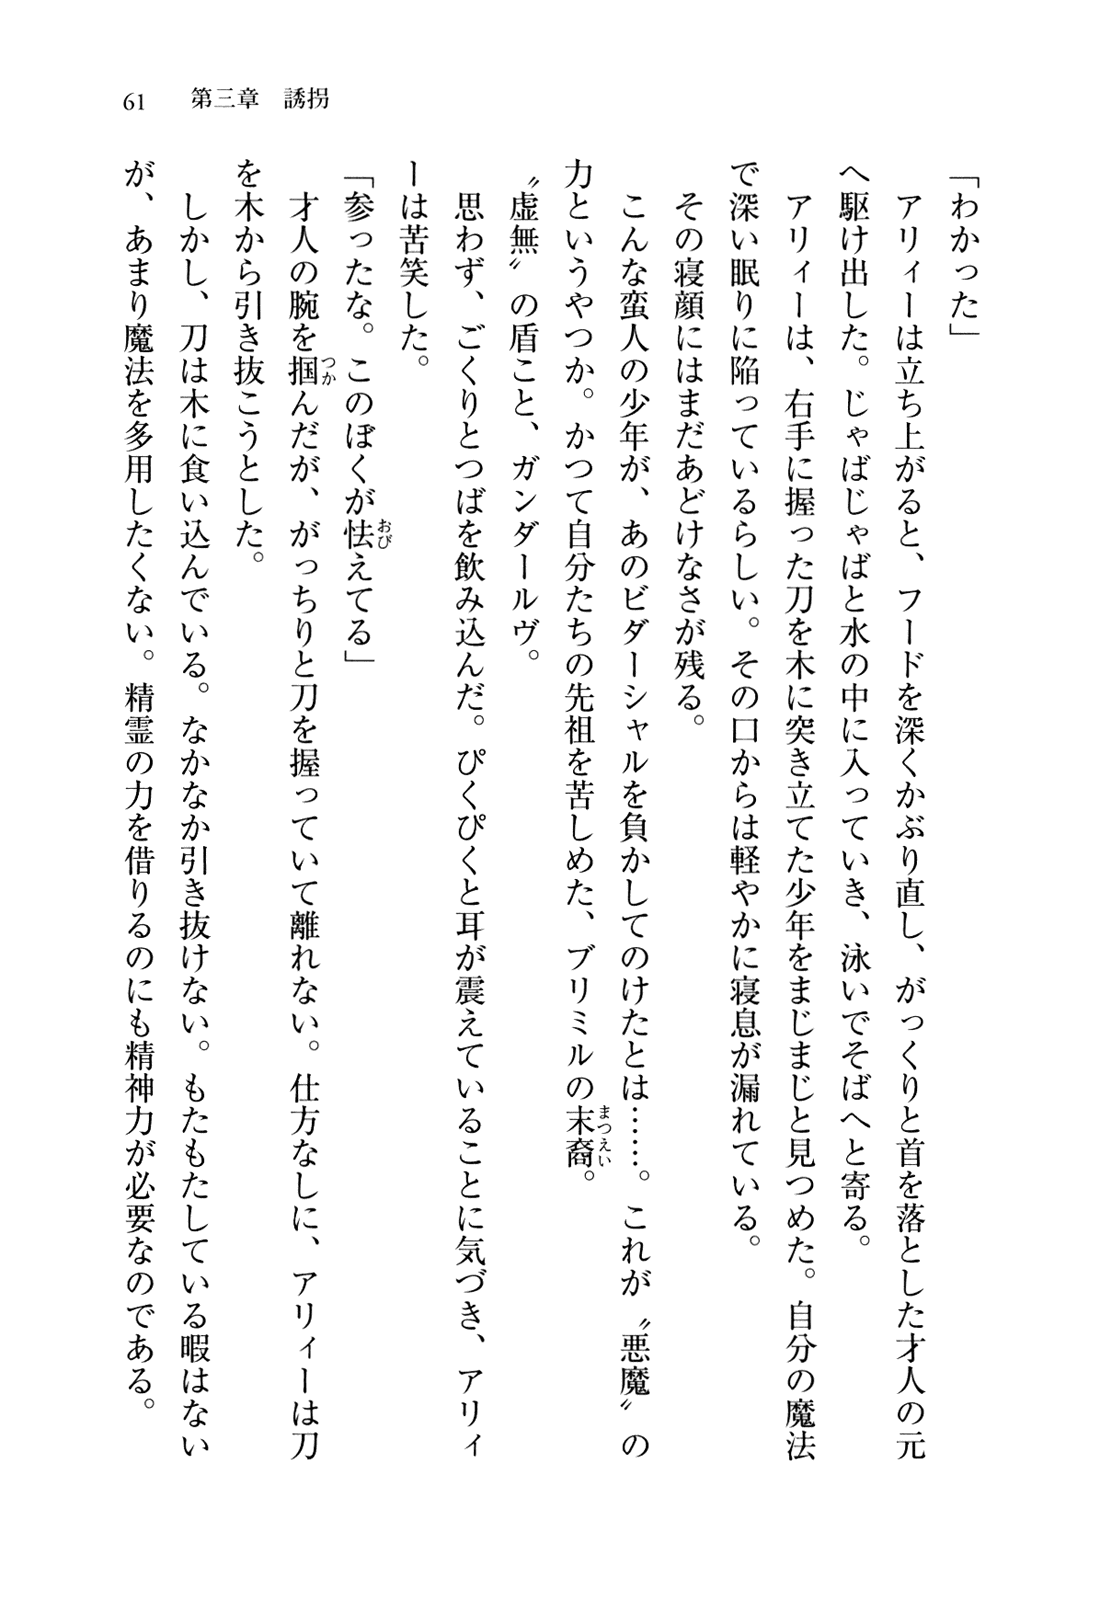 61　第三章　誘拐
「わかった」
　アリィーは立ち上がると、フードを深くかぶり直し、がっくりと首を落とした才人の元
へ駆け出した。じゃばじゃばと水の中に入っていき、泳いでそばへと寄る。
　アリィーは、右手に握った刀を木に突き立てた少年をまじまじと見つめた。自分の魔法
で深い眠りに陥っているらしい。その口からは軽やかに寝息が漏れている。
　その寝顔にはまだあどけなさが残る。
　こんな蛮人の少年が、あのビダーシャルを負かしてのけたとは……。これが〝悪魔〟の
力というやつか。かつて自分たちの先祖を苦しめた、ブリミルの末裔。
〝虚無〟の盾こと、ガンダールヴ。
　思わず、ごくりとつばを飲み込んだ。ぴくぴくと耳が震えていることに気づき、アリィ
ーは苦笑した。
「参ったな。このぼくが怯えてる」
　才人の腕を掴んだが、がっちりと刀を握っていて離れない。仕方なしに、アリィーは刀
を木から引き抜こうとした。
　しかし、刀は木に食い込んでいる。なかなか引き抜けない。もたもたしている暇はない
が、あまり魔法を多用したくない。精霊の力を借りるのにも精神力が必要なのである。